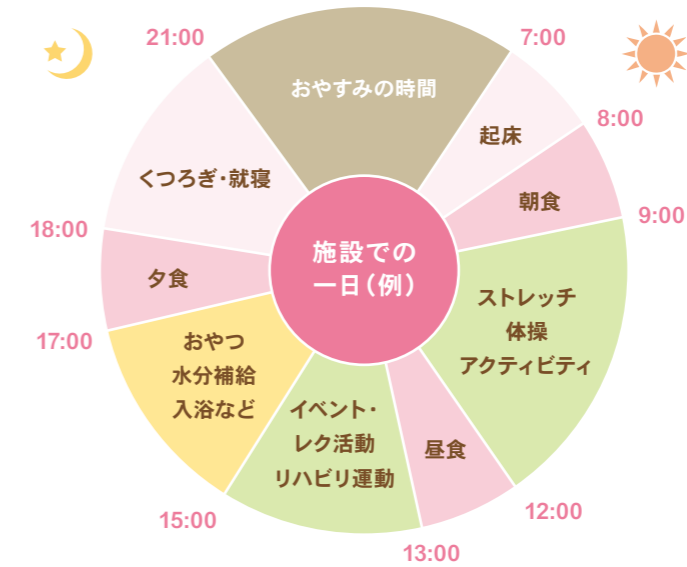 施設での
一日(例)
7:00
起床
8:00
朝食
9:00
ストレッチ
体操
アクティビティ
12:00
昼食
13:00
イベント・
レク活動
リハビリ運動
15:00
おやつ
水分補給
入浴など
17:00
夕食
18:00
くつろぎ・就寝
21:00
おやすみの時間